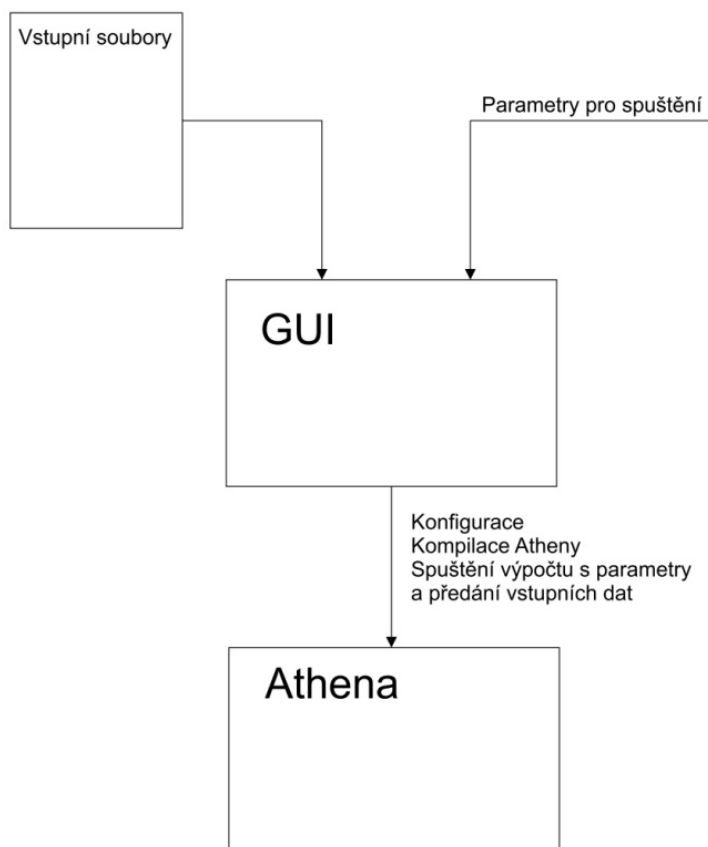 Vstupní soubory
Parametry pro spuštění
GUI
Konfigurace
Kompilace Atheny
Spuštění výpočtu s parametry
a předání vstupních dat
Athena